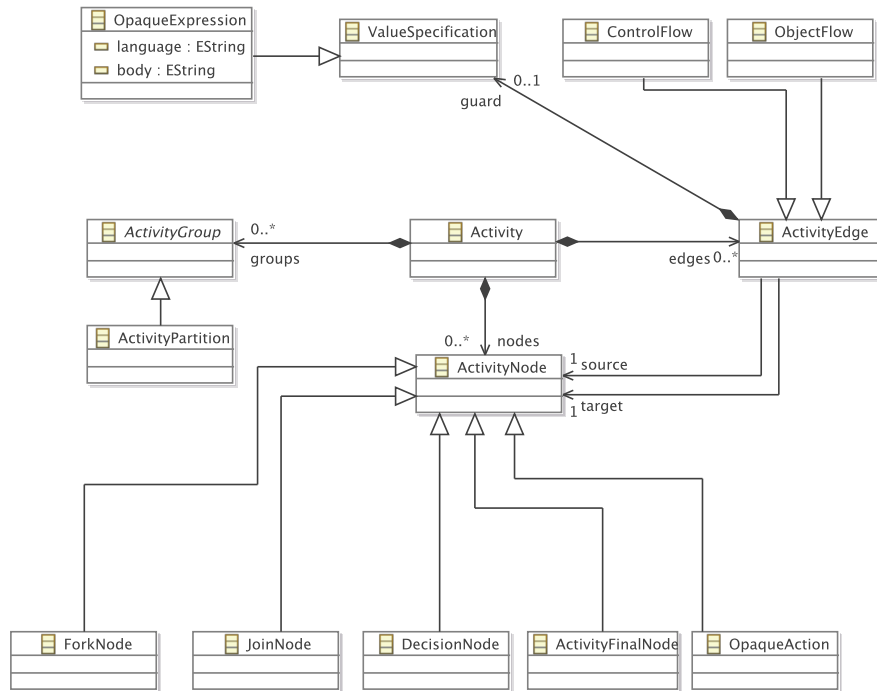 OpaqueExpression
language : EString
body : EString
ValueSpecification
ControlFlow
ObjectFlow
0..1
guard
ActivityGroup
0..*
groups
Activity
edges 0..*
ActivityEdge
ActivityPartition
0..* nodes
ActivityNode
1 source
1 target
ForkNode
JoinNode
DecisionNode
ActivityFinalNode
OpaqueAction